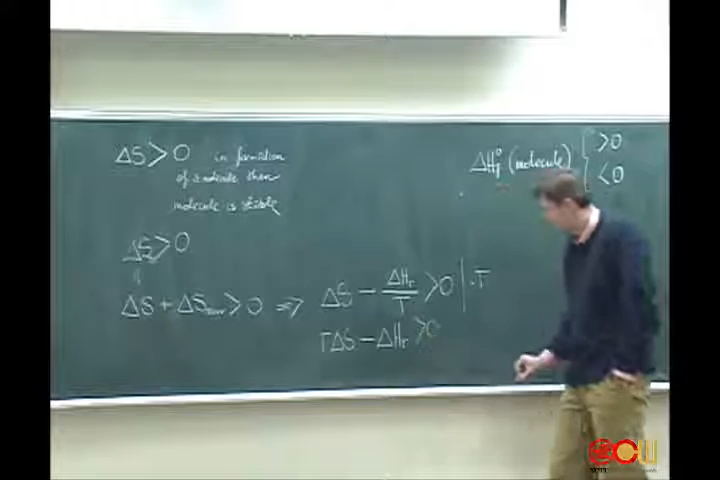 ΔS > 0 in formation
of a molecule then
molecule is stable
ΔS > 0
ΔS + ΔS > 0 => ΔS − ΔHr/T > 0 | ·T
TΔS − ΔHr > 0
ΔHf° (molecule) { > 0
< 0